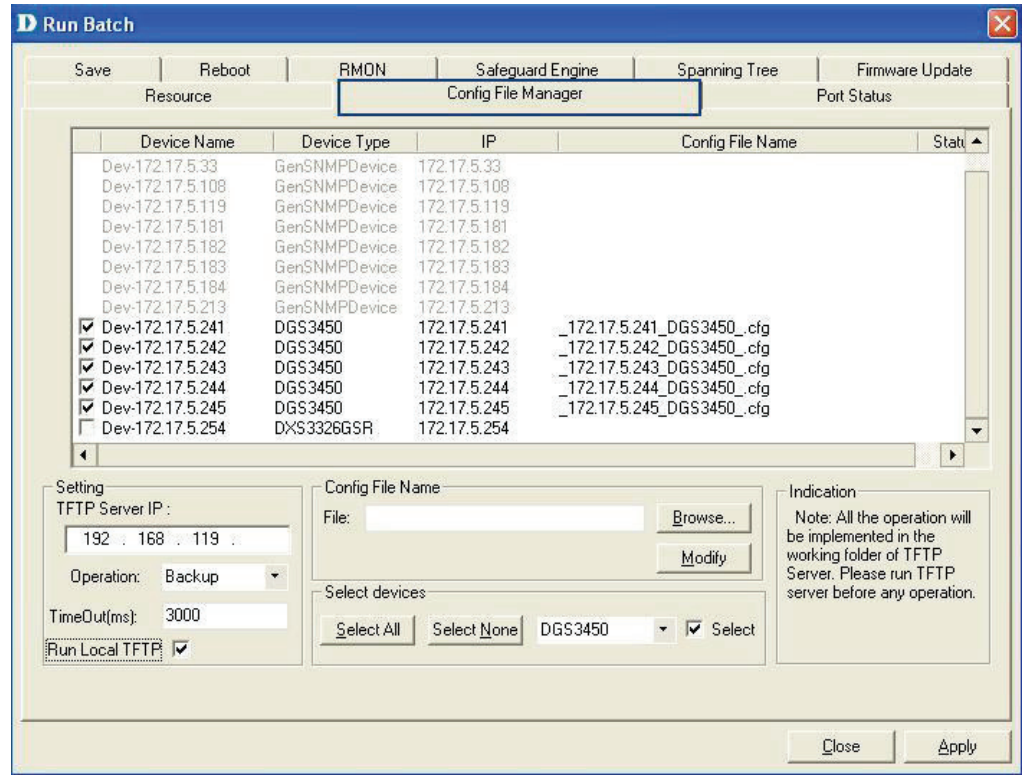 D Run Batch
Save Reboot RMON Safeguard Engine Spanning Tree Firmware Update
Resource Config File Manager Port Status
Device Name Device Type IP Config File Name Statu
Dev-172.17.5.33 GenSNMPDevice 172.17.5.33
Dev-172.17.5.108 GenSNMPDevice 172.17.5.108
Dev-172.17.5.119 GenSNMPDevice 172.17.5.119
Dev-172.17.5.181 GenSNMPDevice 172.17.5.181
Dev-172.17.5.182 GenSNMPDevice 172.17.5.182
Dev-172.17.5.183 GenSNMPDevice 172.17.5.183
Dev-172.17.5.184 GenSNMPDevice 172.17.5.184
Dev-172.17.5.213 GenSNMPDevice 172.17.5.213
Dev-172.17.5.241 DGS3450 172.17.5.241 _172.17.5.241_DGS3450_.cfg
Dev-172.17.5.242 DGS3450 172.17.5.242 _172.17.5.242_DGS3450_.cfg
Dev-172.17.5.243 DGS3450 172.17.5.243 _172.17.5.243_DGS3450_.cfg
Dev-172.17.5.244 DGS3450 172.17.5.244 _172.17.5.244_DGS3450_.cfg
Dev-172.17.5.245 DGS3450 172.17.5.245 _172.17.5.245_DGS3450_.cfg
Dev-172.17.5.254 DXS3326GSR 172.17.5.254
Setting
TFTP Server IP :
192 . 168 . 119 .
Operation: Backup
TimeOut(ms): 3000
Run Local TFTP
Config File Name
File: Browse...
Modify
Select devices
Select All Select None DGS3450 Select
Indication
Note: All the operation will
be implemented in the
working folder of TFTP
Server. Please run TFTP
server before any operation.
Close Apply